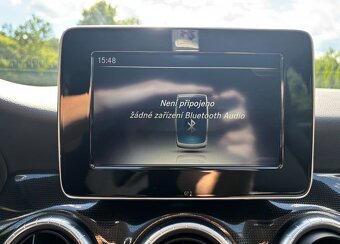 15:48
Není připojeno
žádné zařízení Bluetooth Audio